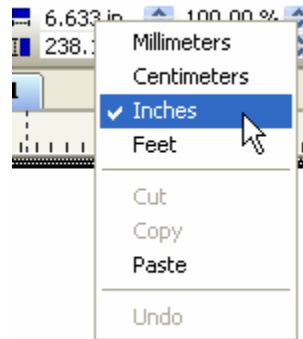 6.633 in 100.00 %
238.
Millimeters
Centimeters
Inches
Feet
Cut
Copy
Paste
Undo